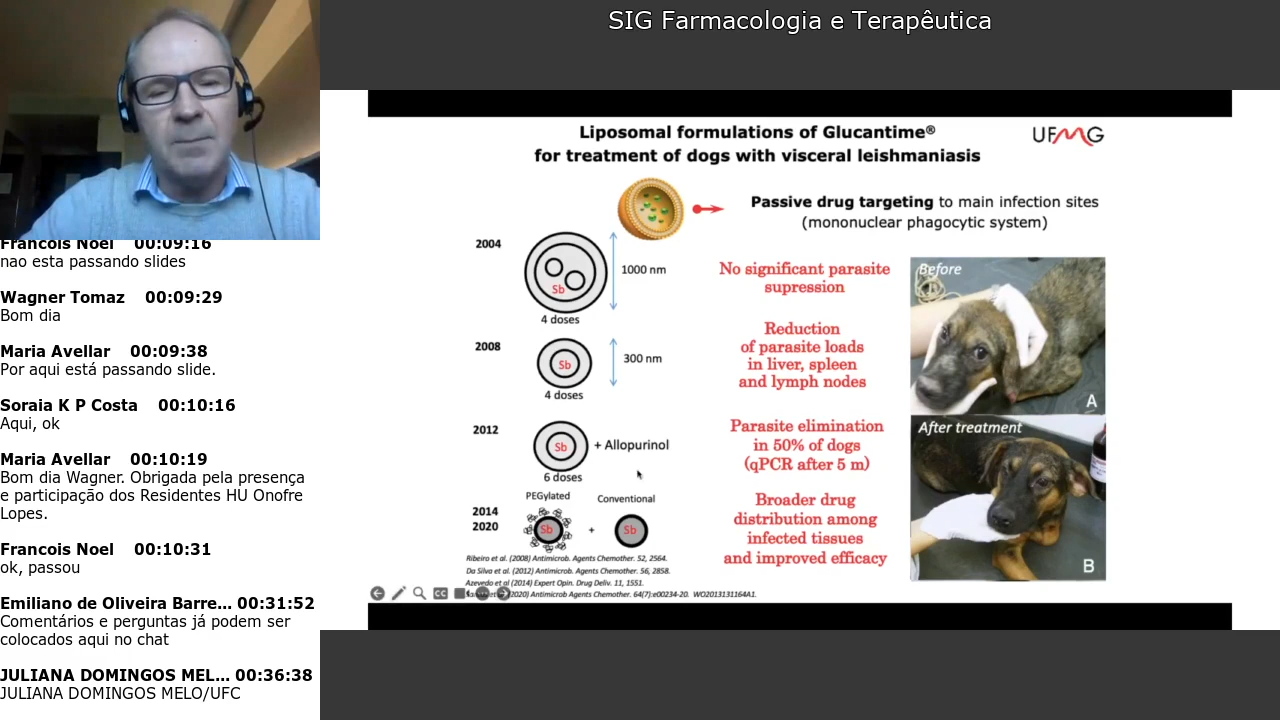 SIG Farmacologia e Terapêutica
Francois Noel 00:09:16
nao esta passando slides
Wagner Tomaz 00:09:29
Bom dia
Maria Avellar 00:09:38
Por aqui está passando slide.
Soraia K P Costa 00:10:16
Aqui, ok
Maria Avellar 00:10:19
Bom dia Wagner. Obrigada pela presença
e participação dos Residentes HU Onofre
Lopes.
Francois Noel 00:10:31
ok, passou
Emiliano de Oliveira Barre... 00:31:52
Comentários e perguntas já podem ser
colocados aqui no chat
JULIANA DOMINGOS MEL... 00:36:38
JULIANA DOMINGOS MELO/UFC
Liposomal formulations of Glucantime®
for treatment of dogs with visceral leishmaniasis
UFMG
Passive drug targeting to main infection sites
(mononuclear phagocytic system)
2004
Sb
1000 nm
4 doses
No significant parasite
supression
2008
Sb
300 nm
4 doses
Reduction
of parasite loads
in liver, spleen
and lymph nodes
2012
Sb
+ Allopurinol
6 doses
Parasite elimination
in 50% of dogs
(qPCR after 5 m)
PEGylated
Conventional
2014
2020
Sb
+
Sb
Broader drug
distribution among
infected tissues
and improved efficacy
Before
A
After treatment
B
Ribeiro et al. (2008) Antimicrob. Agents Chemother. 52, 2564.
Da Silva et al. (2012) Antimicrob. Agents Chemother. 56, 2858.
Azevedo et al (2014) Expert Opin. Drug Deliv. 11, 1551.
(2020) Antimicrob Agents Chemother. 64(7):e00234-20. WO2013131164A1.
CC